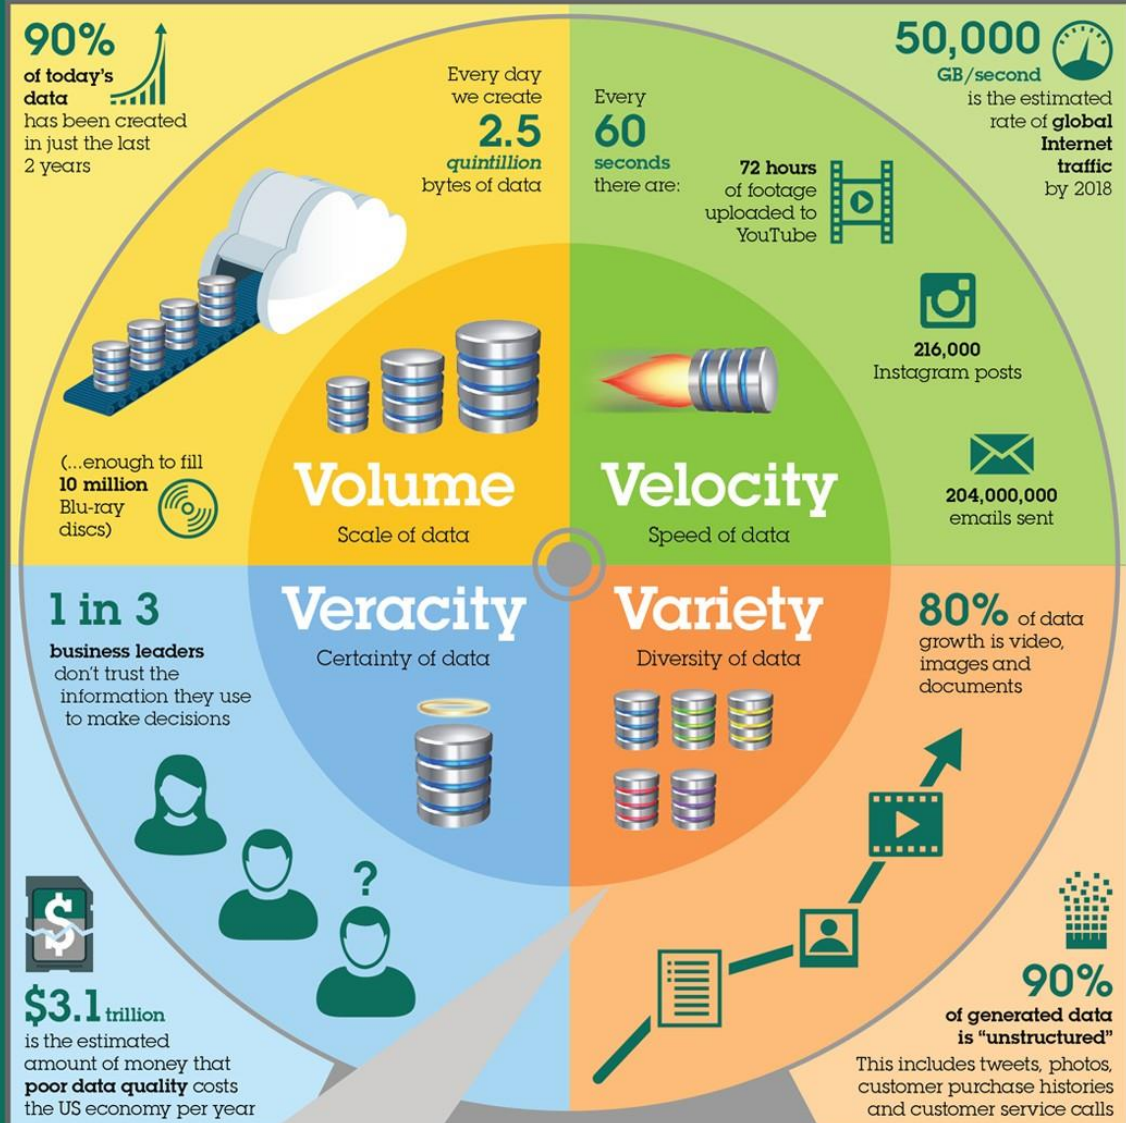 90%
of today's
data
has been created
in just the last
2 years
Every day
we create
2.5
quintillion
bytes of data
(...enough to fill
10 million
Blu-ray
discs)
Volume
Scale of data
Every
60
seconds
there are:
72 hours
of footage
uploaded to
YouTube
50,000
GB/second
is the estimated
rate of global
Internet
traffic
by 2018
216,000
Instagram posts
204,000,000
emails sent
Velocity
Speed of data
1 in 3
business leaders
don't trust the
information they use
to make decisions
Veracity
Certainty of data
?
$
$3.1 trillion
is the estimated
amount of money that
poor data quality costs
the US economy per year
Variety
Diversity of data
80% of data
growth is video,
images and
documents
90%
of generated data
is "unstructured"
This includes tweets, photos,
customer purchase histories
and customer service calls